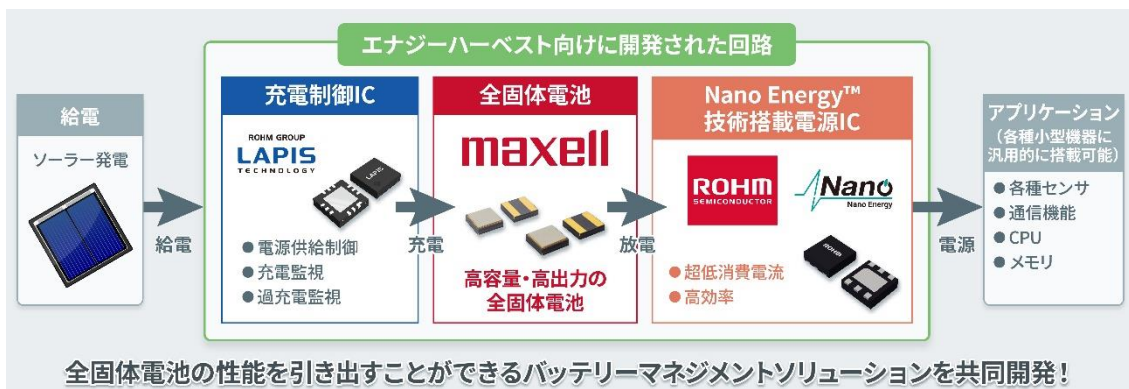 エナジーハーベスト向けに開発された回路
給電
ソーラー発電
給電
充電制御IC
ROHM GROUP
LAPIS
TECHNOLOGY
LAPIS
● 電源供給制御
● 充電監視
● 過充電監視
充電
全固体電池
maxell
高容量・高出力の
全固体電池
放電
Nano Energy™
技術搭載電源IC
ROHM
SEMICONDUCTOR
Nano
Nano Energy
ROHM
● 超低消費電流
● 高効率
電源
アプリケーション
（各種小型機器に
汎用的に搭載可能）
● 各種センサ
● 通信機能
● CPU
● メモリ
全固体電池の性能を引き出すことができるバッテリーマネジメントソリューションを共同開発！